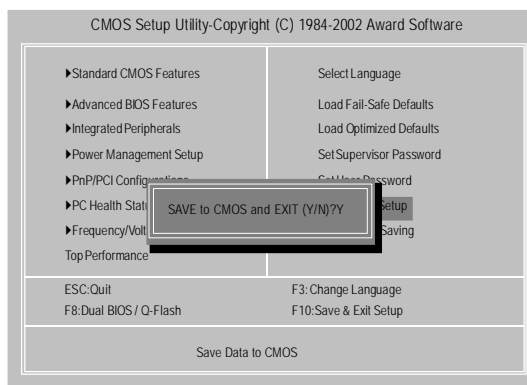 CMOS Setup Utility-Copyright (C) 1984-2002 Award Software
▶Standard CMOS Features
▶Advanced BIOS Features
▶Integrated Peripherals
▶Power Management Setup
▶PnP/PCI
▶PC Health
▶Frequency/
Top Performance
Select Language
Load Fail-Safe Defaults
Load Optimized Defaults
Set Supervisor Password
Password
Setup
Saving
SAVE to CMOS and EXIT (Y/N)?Y
ESC:Quit
F3: Change Language
F8:Dual BIOS / Q-Flash
F10:Save & Exit Setup
Save Data to CMOS